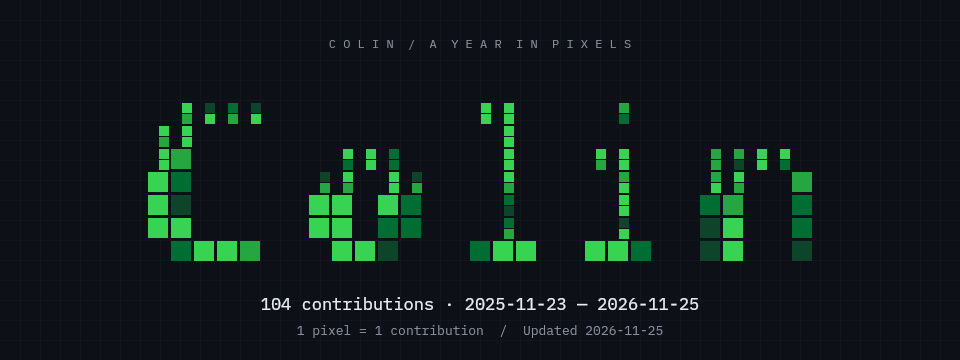 COLIN / A YEAR IN PIXELS
Colin
104 contributions · 2025-11-23 — 2026-11-25
1 pixel = 1 contribution / Updated 2026-11-25